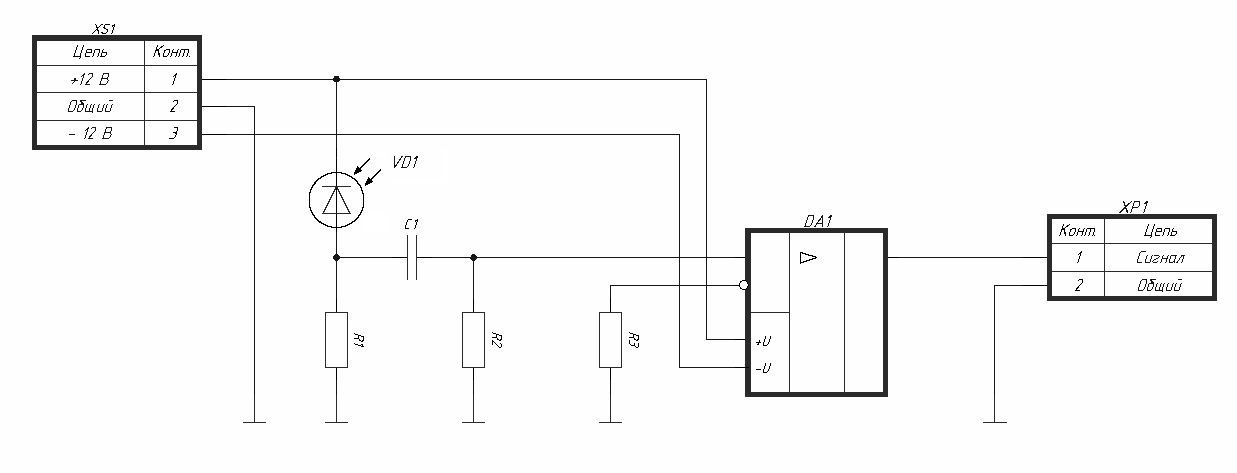 XS1
Цепь Конт.
+12 В 1
Общий 2
- 12 В 3
VD1
C1
R1
R2
R3
DA1
+U
-U
XP1
Конт. Цепь
1 Сигнал
2 Общий